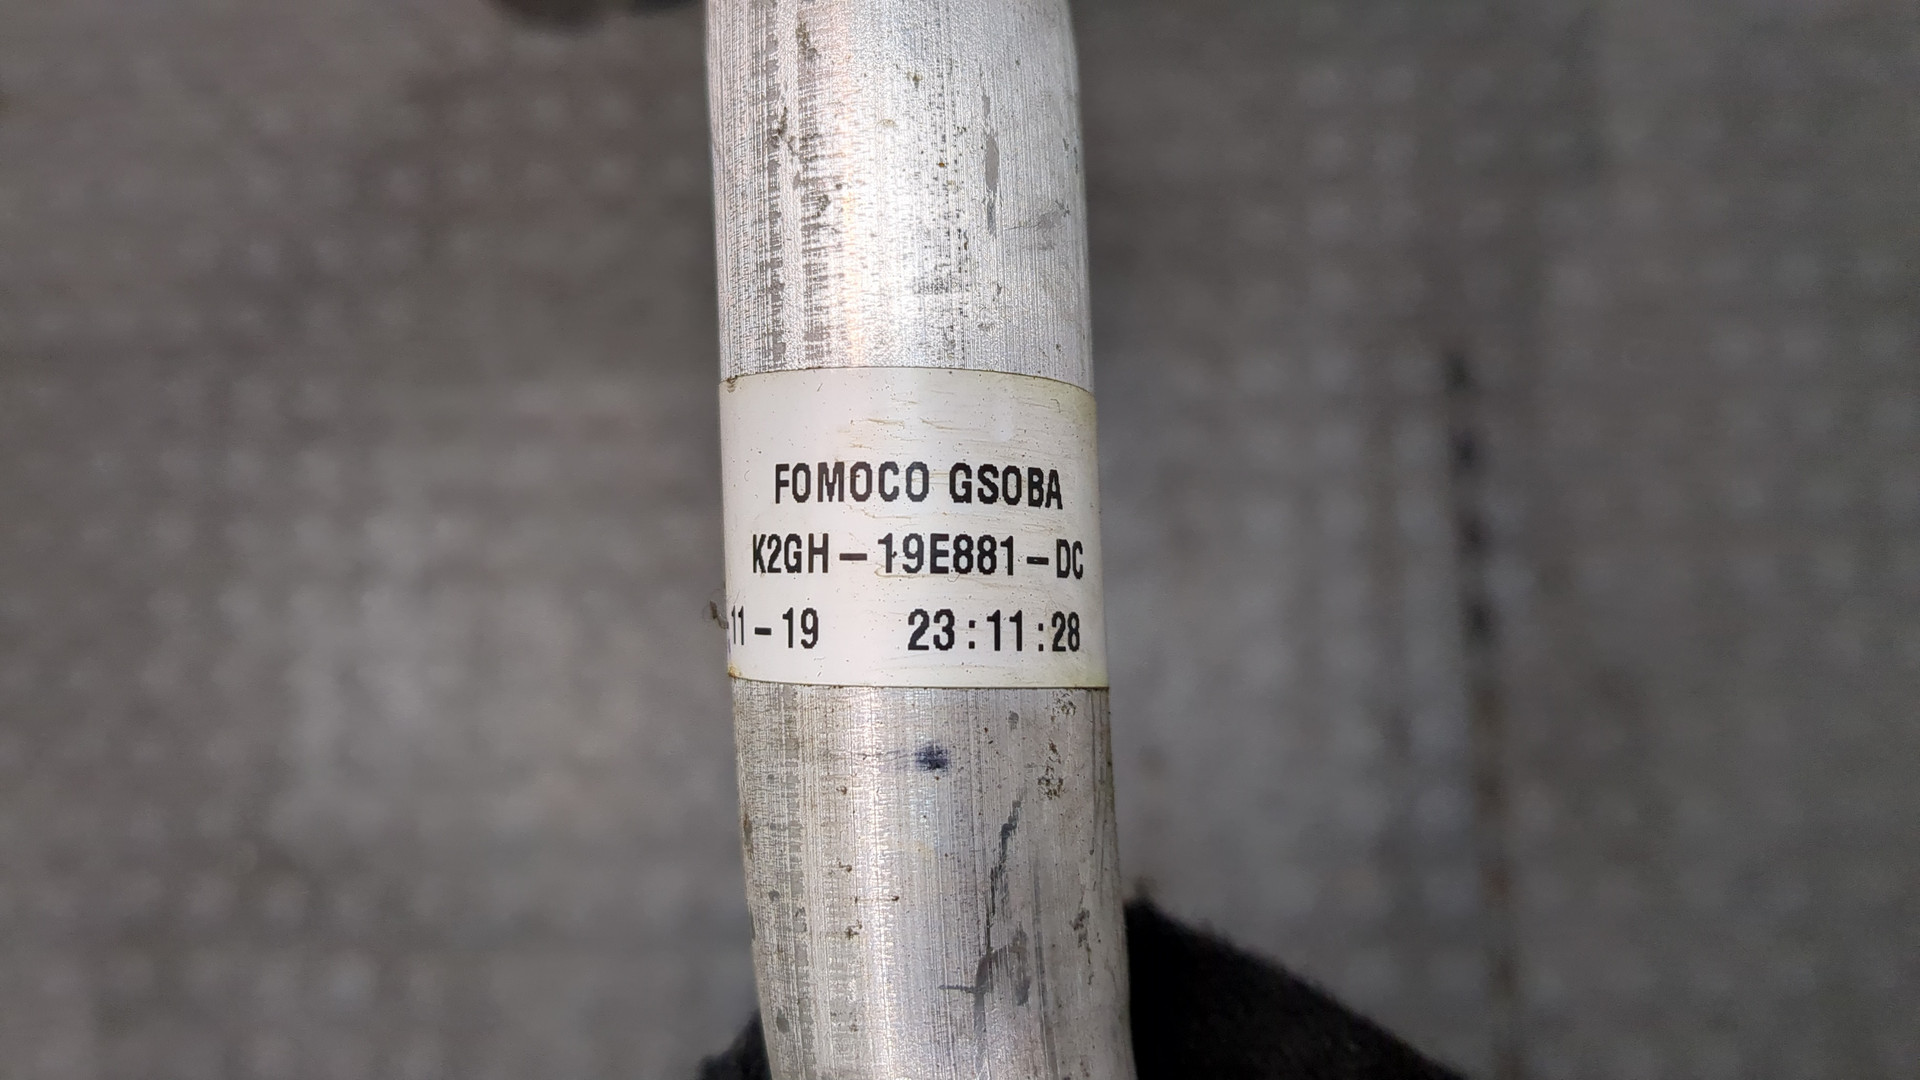 FOMOCO GSOBA
K2GH-19E881-DC
11-19 23:11:28